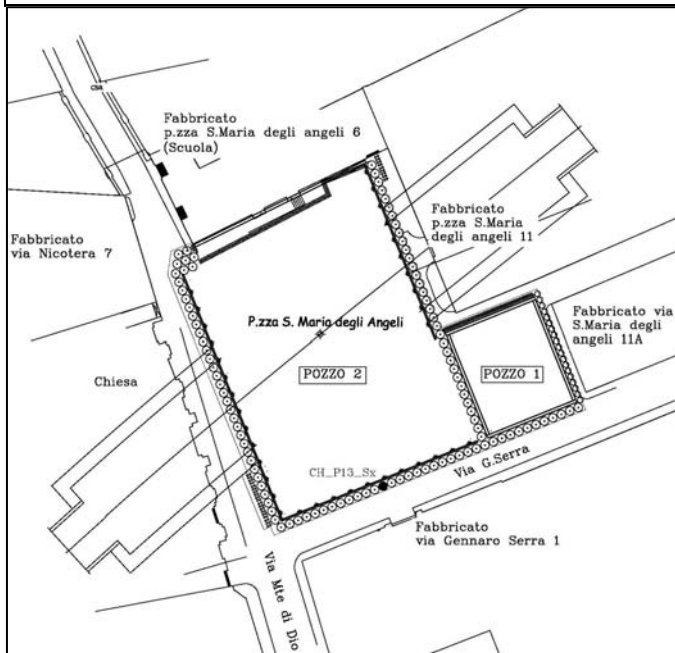 CSA
Fabbricato
p.zza S.Maria degli angeli 6
(Scuola)
Fabbricato
via Nicotera 7
Fabbricato
p.zza S.Maria
degli angeli 11
P.zza S. Maria degli Angeli
Fabbricato via
S.Maria degli
angeli 11A
Chiesa
POZZO 2
POZZO 1
CH_P13_Sx
Via G.Serra
Fabbricato
via Gennaro Serra 1
Via Mte di Dio